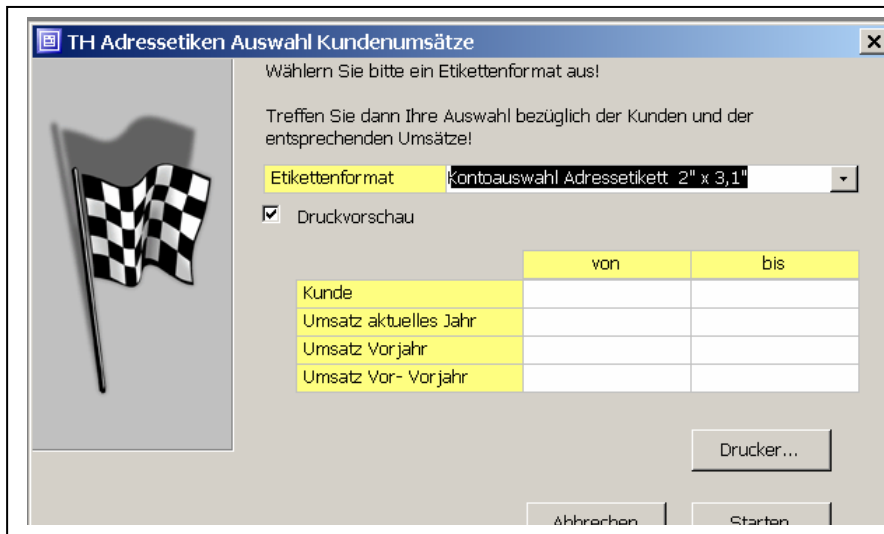 TH Adressetiken Auswahl Kundenumsätze
Wählern Sie bitte ein Etikettenformat aus!
Treffen Sie dann Ihre Auswahl bezüglich der Kunden und der
entsprechenden Umsätze!
Etikettenformat Kontoauswahl Adressetikett 2" x 3,1"
Druckvorschau
von bis
Kunde
Umsatz aktuelles Jahr
Umsatz Vorjahr
Umsatz Vor- Vorjahr
Drucker...
Abbrechen Starten